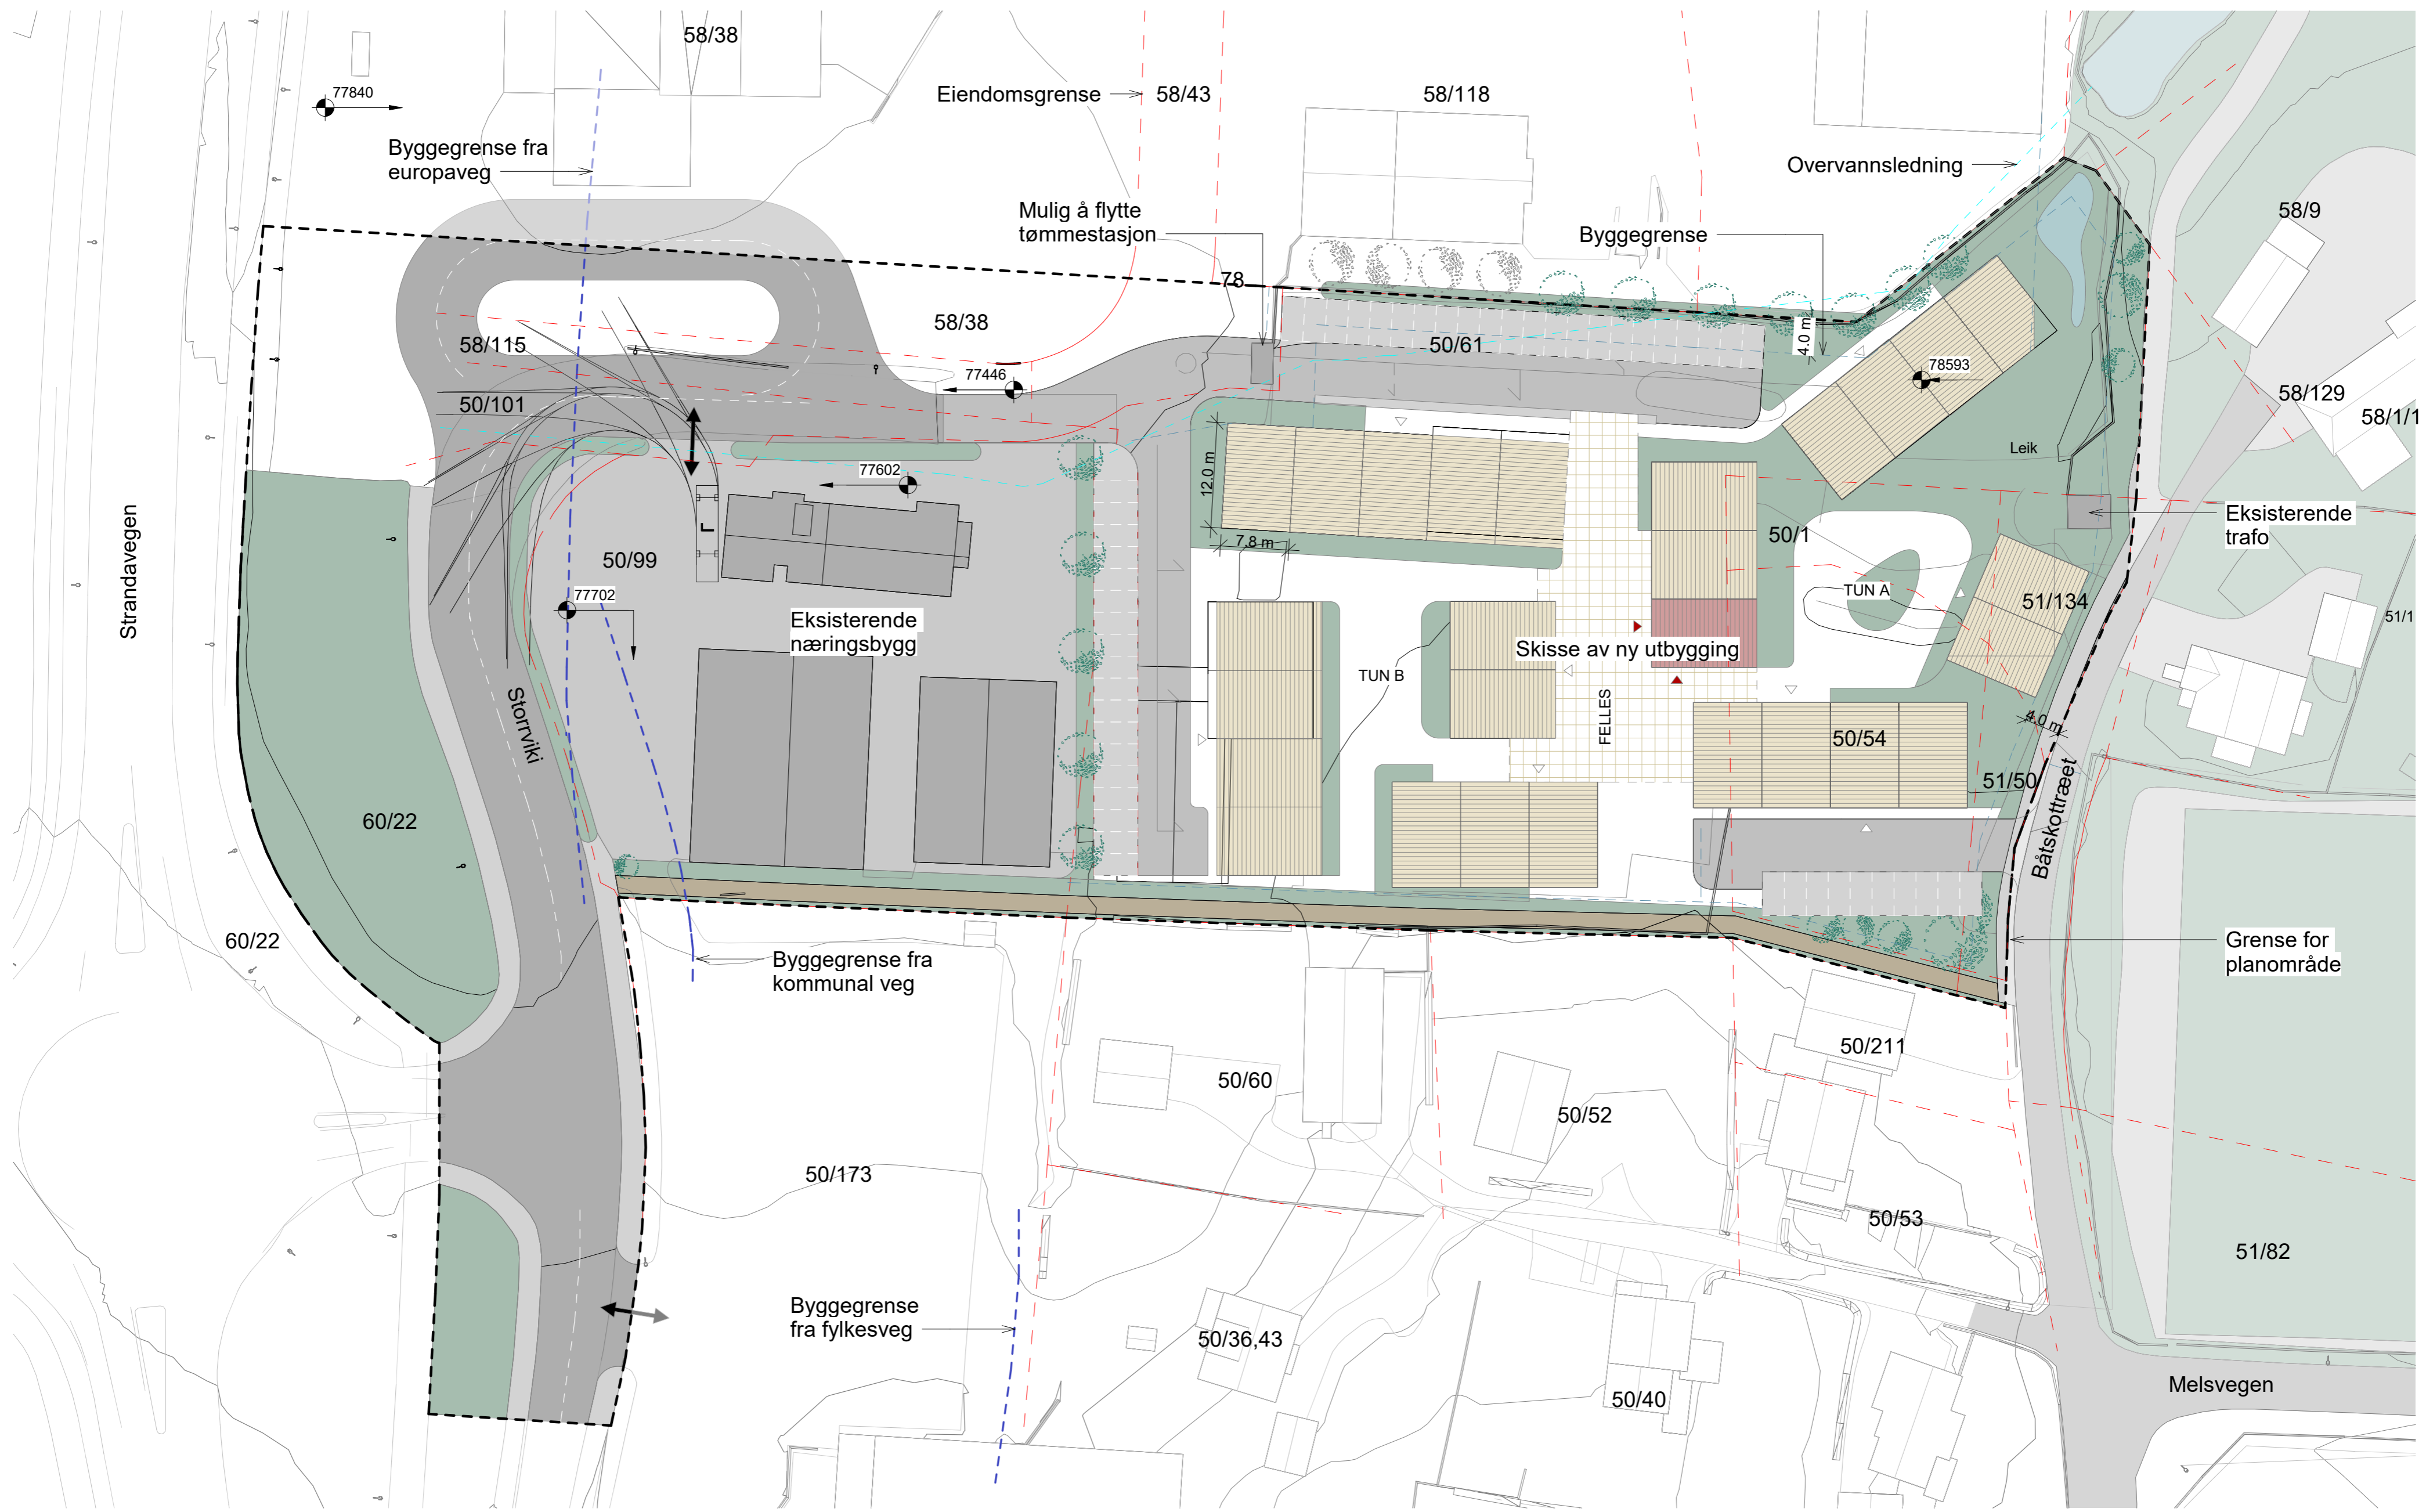 58/38
77840
Eiendomsgrense
58/43
58/118
Byggegrense fra
europaveg
Overvannsledning
Mulig å flytte
tømmestasjon
Byggegrense
58/9
78
58/38
58/115
50/61
4.0 m
77446
78593
50/101
58/129
58/1/1
Leik
77602
12.0 m
Eksisterende
trafo
L
Strandavegen
50/99
7.8 m
50/1
77702
TUN A
51/134
51/1
Eksisterende
næringsbygg
Skisse av ny utbygging
TUN B
FELLES
Storviki
4.0 m
50/54
51/50
Båtskottræet
60/22
60/22
Byggegrense fra
kommunal veg
Grense for
planområde
50/211
50/60
50/52
50/173
50/53
51/82
Byggegrense
fra fylkesveg
50/36,43
50/40
Melsvegen